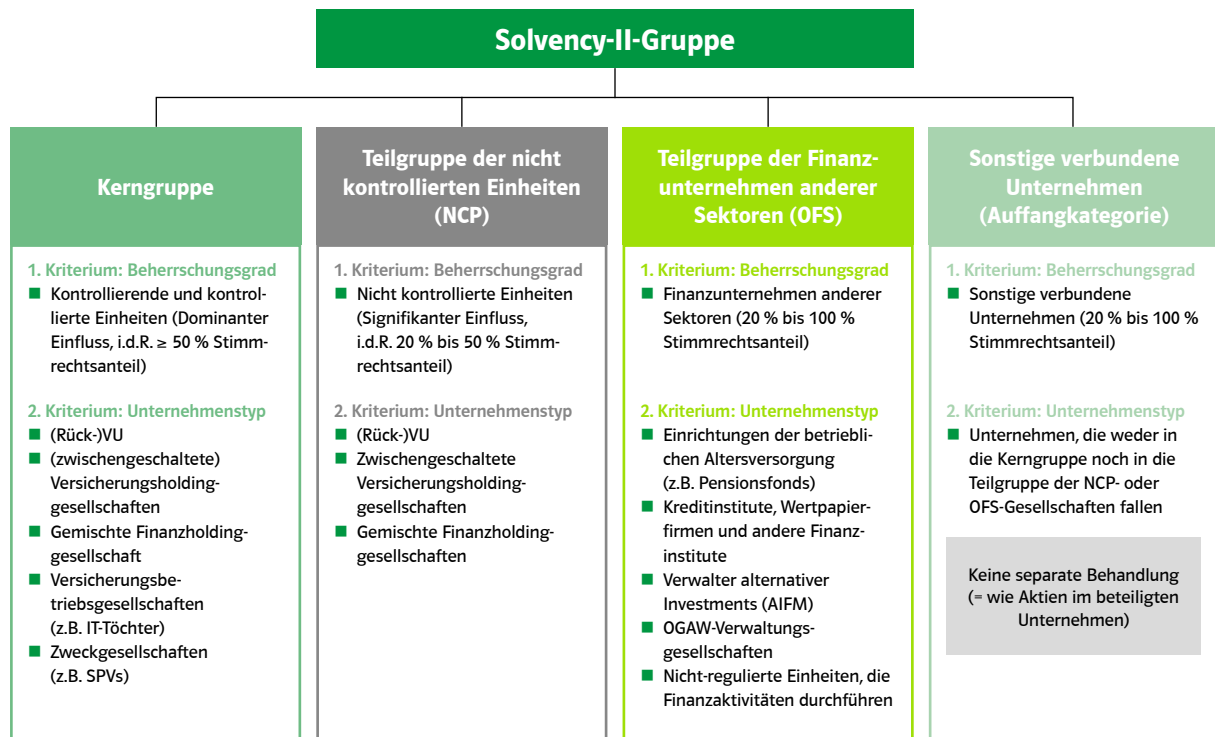 Solvency-II-Gruppe
Kerngruppe
1. Kriterium: Beherrschungsgrad
Kontrollierende und kontrol-
lierte Einheiten (Dominanter
Einfluss, i.d.R. ≥ 50 % Stimm-
rechtsanteil)
2. Kriterium: Unternehmenstyp
(Rück-)VU
(zwischengeschaltete)
Versicherungsholding-
gesellschaften
Gemischte Finanzholding-
gesellschaft
Versicherungsbe-
triebsgesellschaften
(z.B. IT-Töchter)
Zweckgesellschaften
(z.B. SPVs)
Teilgruppe der nicht
kontrollierten Einheiten
(NCP)
1. Kriterium: Beherrschungsgrad
Nicht kontrollierte Einheiten
(Signifikanter Einfluss,
i.d.R. 20 % bis 50 % Stimm-
rechtsanteil)
2. Kriterium: Unternehmenstyp
(Rück-)VU
Zwischengeschaltete
Versicherungsholding-
gesellschaften
Gemischte Finanzholding-
gesellschaften
Teilgruppe der Finanz-
unternehmen anderer
Sektoren (OFS)
1. Kriterium: Beherrschungsgrad
Finanzunternehmen anderer
Sektoren (20 % bis 100 %
Stimmrechtsanteil)
2. Kriterium: Unternehmenstyp
Einrichtungen der betriebli-
chen Altersversorgung
(z.B. Pensionsfonds)
Kreditinstitute, Wertpapier-
firmen und andere Finanz-
institute
Verwalter alternativer
Investments (AIFM)
OGAW-Verwaltungs-
gesellschaften
Nicht-regulierte Einheiten, die
Finanzaktivitäten durchführen
Sonstige verbundene
Unternehmen
(Auffangkategorie)
1. Kriterium: Beherrschungsgrad
Sonstige verbundene
Unternehmen (20 % bis 100 %
Stimmrechtsanteil)
2. Kriterium: Unternehmenstyp
Unternehmen, die weder in
die Kerngruppe noch in die
Teilgruppe der NCP- oder
OFS-Gesellschaften fallen
Keine separate Behandlung
(= wie Aktien im beteiligten
Unternehmen)